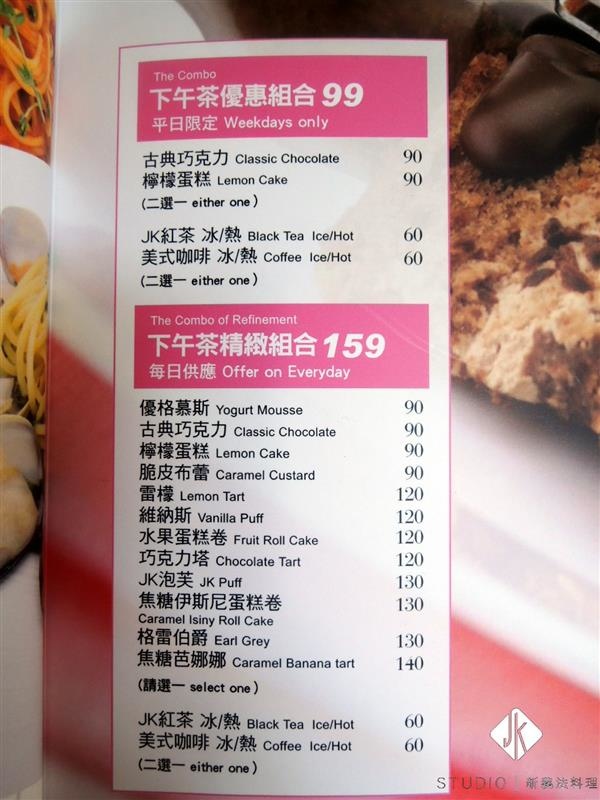 The Combo
下午茶優惠組合 99
平日限定 Weekdays only
古典巧克力 Classic Chocolate 90
檸檬蛋糕 Lemon Cake 90
(二選一 either one)
JK紅茶 冰/熱 Black Tea Ice/Hot 60
美式咖啡 冰/熱 Coffee Ice/Hot 60
(二選一 either one)
The Combo of Refinement
下午茶精緻組合 159
每日供應 Offer on Everyday
優格慕斯 Yogurt Mousse 90
古典巧克力 Classic Chocolate 90
檸檬蛋糕 Lemon Cake 90
脆皮布蕾 Caramel Custard 90
雷檬 Lemon Tart 120
維納斯 Vanilla Puff 120
水果蛋糕卷 Fruit Roll Cake 120
巧克力塔 Chocolate Tart 120
JK泡芙 JK Puff 130
焦糖伊斯尼蛋糕卷 130
Caramel Isiny Roll Cake
格雷伯爵 Earl Grey 130
焦糖芭娜娜 Caramel Banana tart 140
(請選一 select one)
JK紅茶 冰/熱 Black Tea Ice/Hot 60
美式咖啡 冰/熱 Coffee Ice/Hot 60
(二選一 either one)
JK
STUDIO | 新義法料理